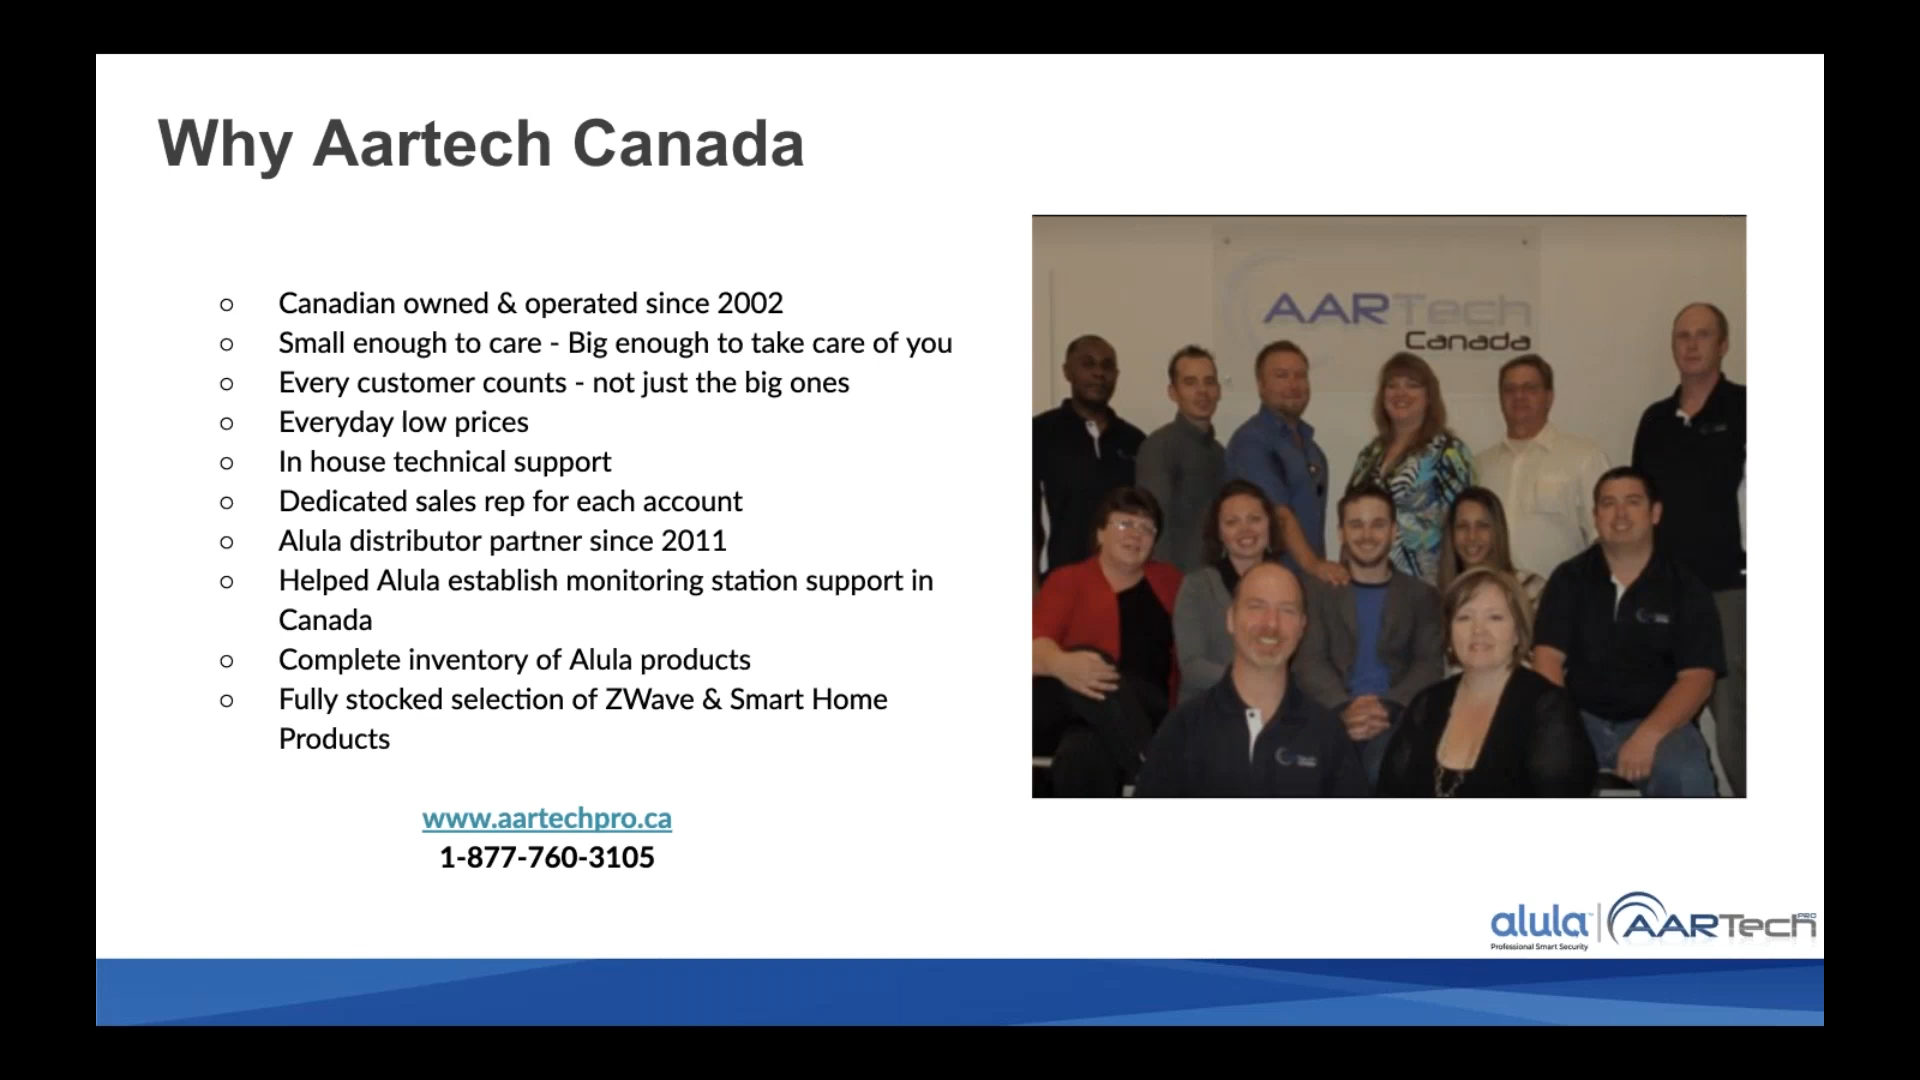 Why Aartech Canada
○ Canadian owned & operated since 2002
○ Small enough to care - Big enough to take care of you
○ Every customer counts - not just the big ones
○ Everyday low prices
○ In house technical support
○ Dedicated sales rep for each account
○ Alula distributor partner since 2011
○ Helped Alula establish monitoring station support in
Canada
○ Complete inventory of Alula products
○ Fully stocked selection of ZWave & Smart Home
Products
www.aartechpro.ca
1-877-760-3105
AARTech
Canada
alula
Professional Smart Security
AARTech PRO